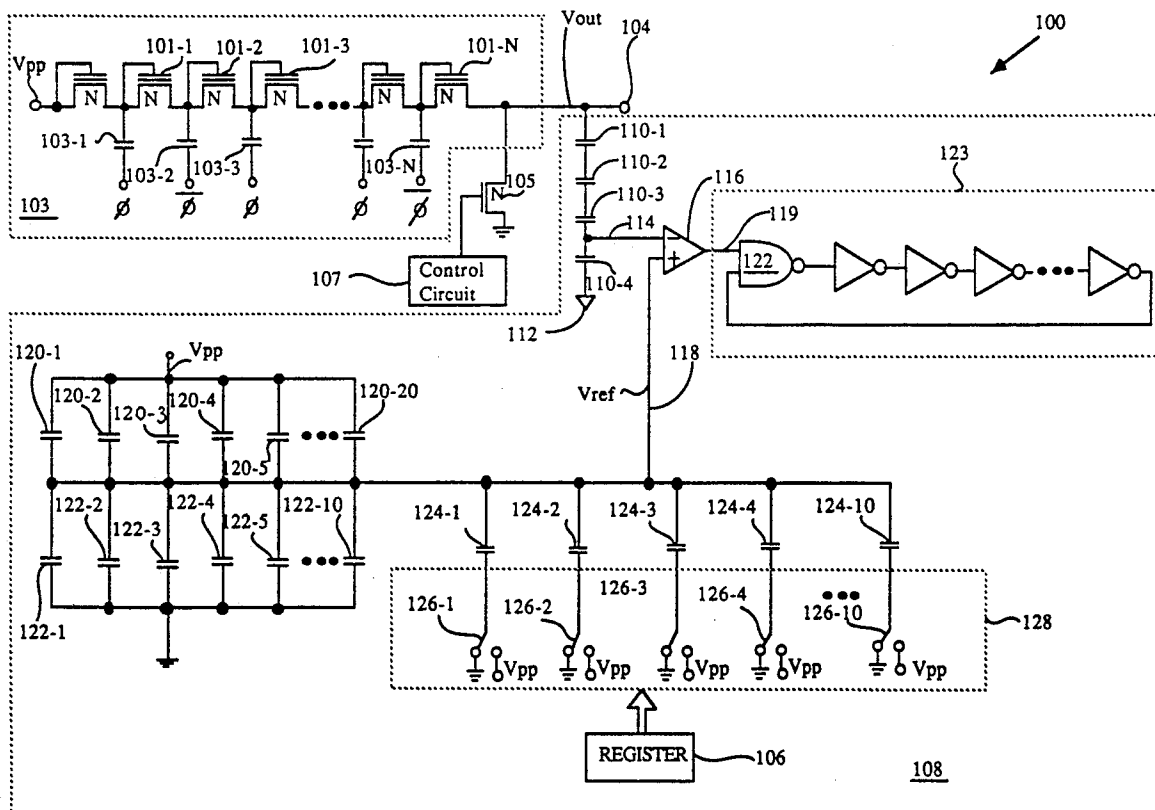 Vout
104
100
101-1
101-2
101-3
101-N
Vpp
N
N
N
N
N
N
103-1
103-2
103-3
103-N
ϕ
ϕ̅
ϕ
ϕ
ϕ̅
103
105
N
107
Control
Circuit
110-1
110-2
110-3
110-4
112
114
116
119
123
122
−
+
Vref
118
120-1
Vpp
120-2
120-3
120-4
120-5
120-20
122-1
122-2
122-3
122-4
122-5
122-10
124-1
124-2
124-3
124-4
124-10
126-1
126-2
126-3
126-4
126-10
128
Vpp
Vpp
Vpp
Vpp
Vpp
REGISTER
106
108